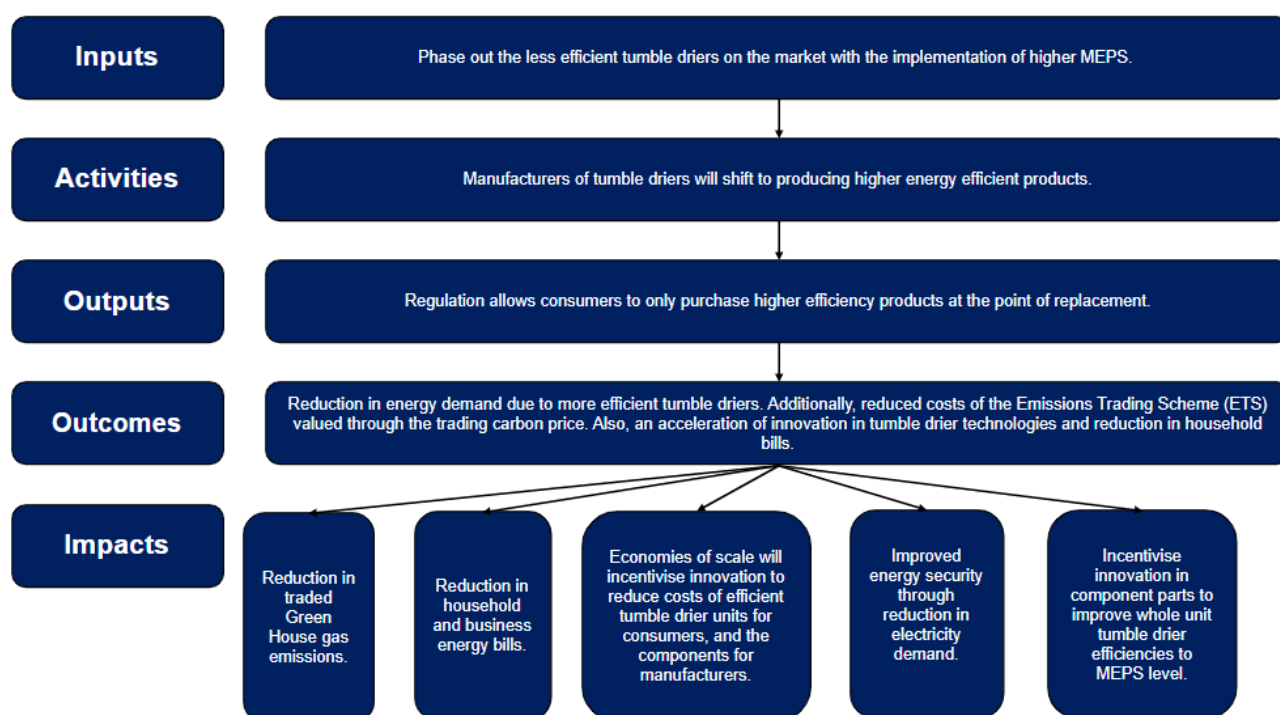 Inputs
Phase out the less efficient tumble driers on the market with the implementation of higher MEPS.
Activities
Manufacturers of tumble driers will shift to producing higher energy efficient products.
Outputs
Regulation allows consumers to only purchase higher efficiency products at the point of replacement.
Outcomes
Reduction in energy demand due to more efficient tumble driers. Additionally, reduced costs of the Emissions Trading Scheme (ETS)
valued through the trading carbon price. Also, an acceleration of innovation in tumble drier technologies and reduction in household
bills.
Impacts
Reduction in
traded
Green
House gas
emissions.
Reduction in
household
and business
energy bills.
Economies of scale will
incentivise innovation to
reduce costs of efficient
tumble drier units for
consumers, and the
components for
manufacturers.
Improved
energy security
through
reduction in
electricity
demand.
Incentivise
innovation in
component parts to
improve whole unit
tumble drier
efficiencies to
MEPS level.